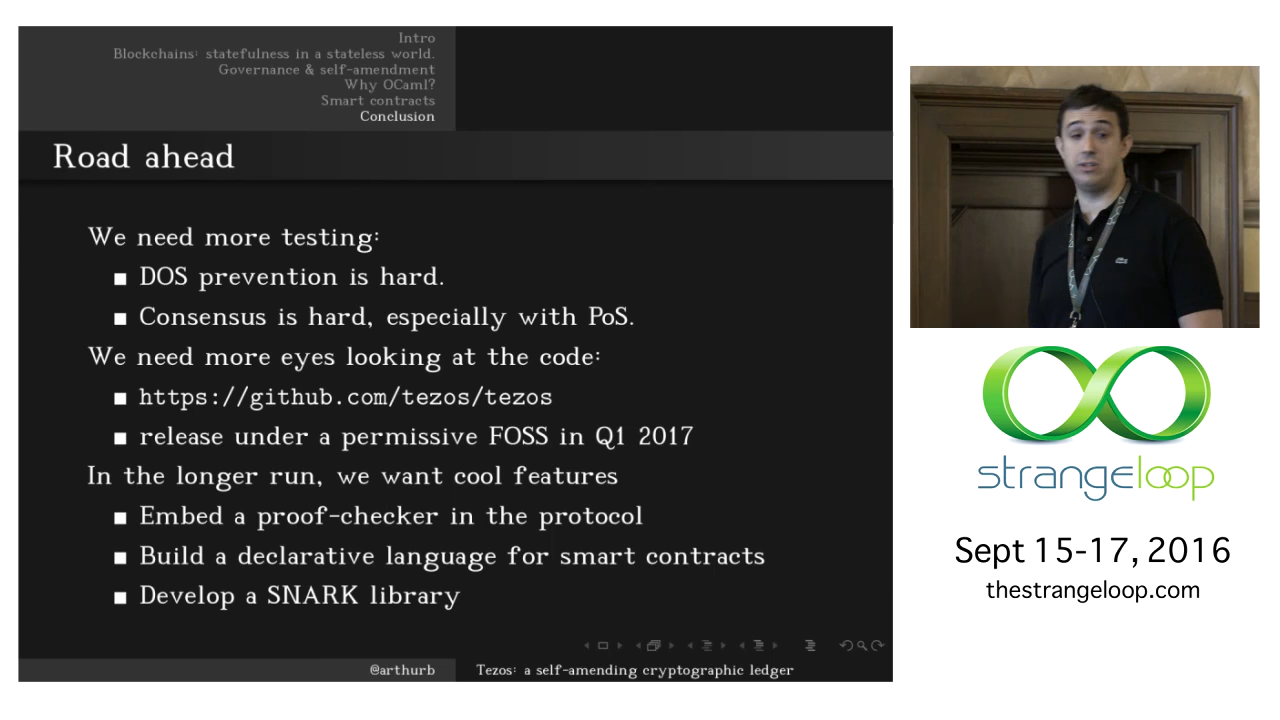 Intro
Blockchains: statefulness in a stateless world.
Governance & self-amendment
Why OCaml?
Smart contracts
Conclusion
Road ahead
We need more testing:
■ DOS prevention is hard.
■ Consensus is hard, especially with PoS.
We need more eyes looking at the code:
■ https://github.com/tezos/tezos
■ release under a permissive FOSS in Q1 2017
In the longer run, we want cool features
■ Embed a proof-checker in the protocol
■ Build a declarative language for smart contracts
■ Develop a SNARK library
@arthurb Tezos: a self-amending cryptographic ledger
strangeloop
Sept 15-17, 2016
thestrangeloop.com